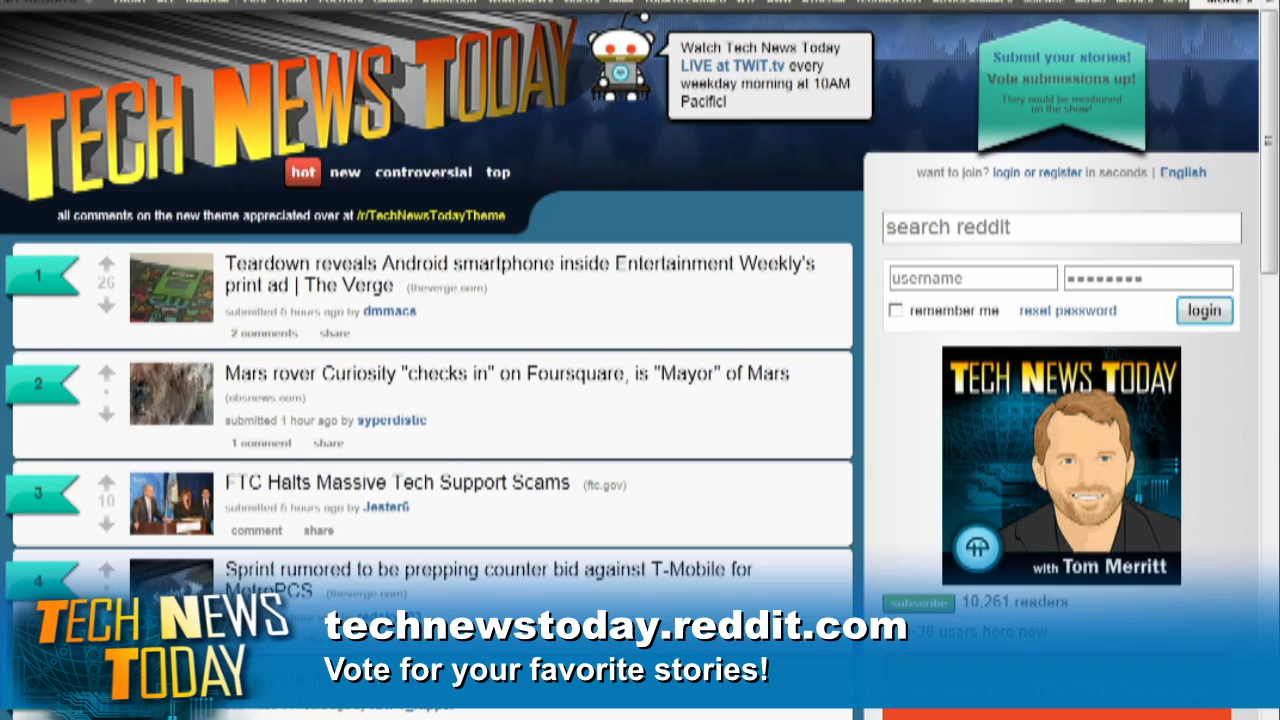 TECH NEWS TODAY
Watch Tech News Today
LIVE at TWIT.tv every
weekday morning at 10AM
Pacific!
Submit your stories!
Vote submissions up!
They could be mentioned
on the show!
hot new controversial top
want to join? login or register in seconds | English
all comments on the new theme appreciated over at /r/TechNewsTodayTheme
search reddit
username
remember me reset password login
1
26
Teardown reveals Android smartphone inside Entertainment Weekly's
print ad | The Verge (theverge.com)
submitted 6 hours ago by dmmacs
2 comments share
2
Mars rover Curiosity "checks in" on Foursquare, is "Mayor" of Mars
(cbsnews.com)
submitted 1 hour ago by syperdistic
1 comment share
3
10
FTC Halts Massive Tech Support Scams (ftc.gov)
submitted 6 hours ago by Jester6
comment share
4
Sprint rumored to be prepping counter bid against T-Mobile for
MetroPCS (theverge.com)
TECH NEWS TODAY
with Tom Merritt
subscribe 10,261 readers
users here now
TECH NEWS
TODAY
technewstoday.reddit.com
Vote for your favorite stories!